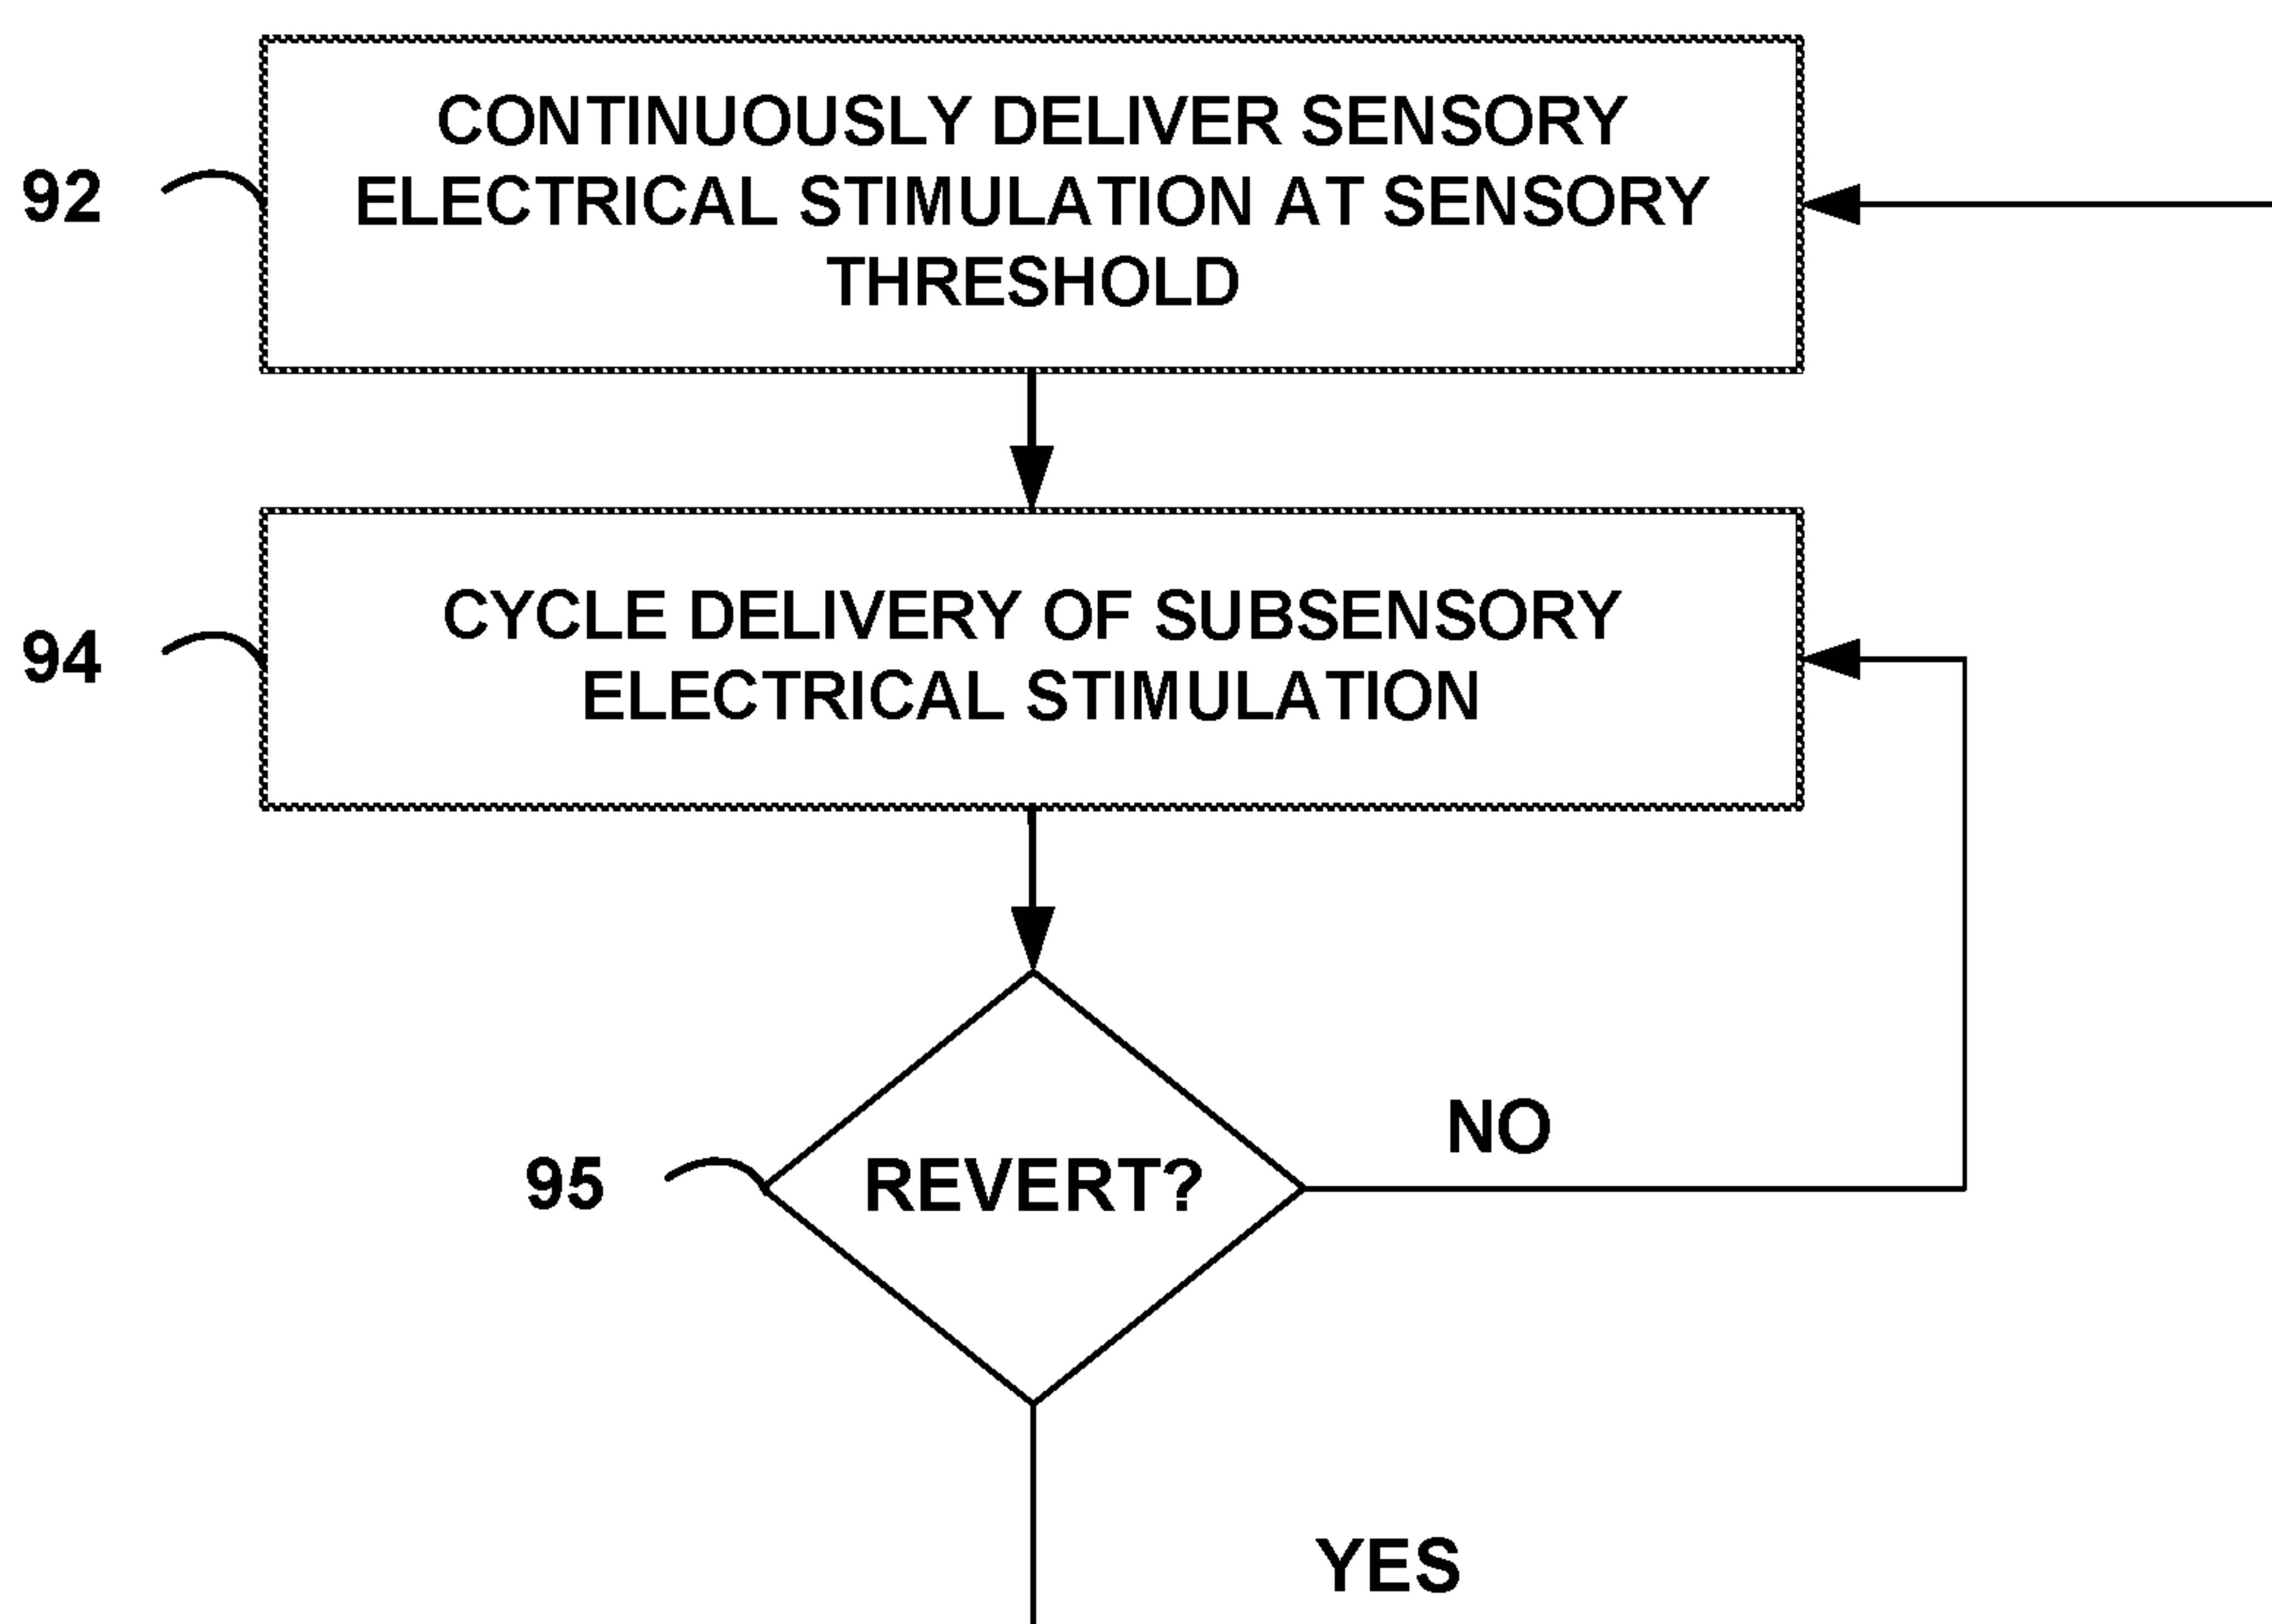 CONTINUOUSLY DELIVER SENSORY
ELECTRICAL STIMULATION AT SENSORY
THRESHOLD
92
CYCLE DELIVERY OF SUBSENSORY
ELECTRICAL STIMULATION
94
NO
REVERT?
95
YES